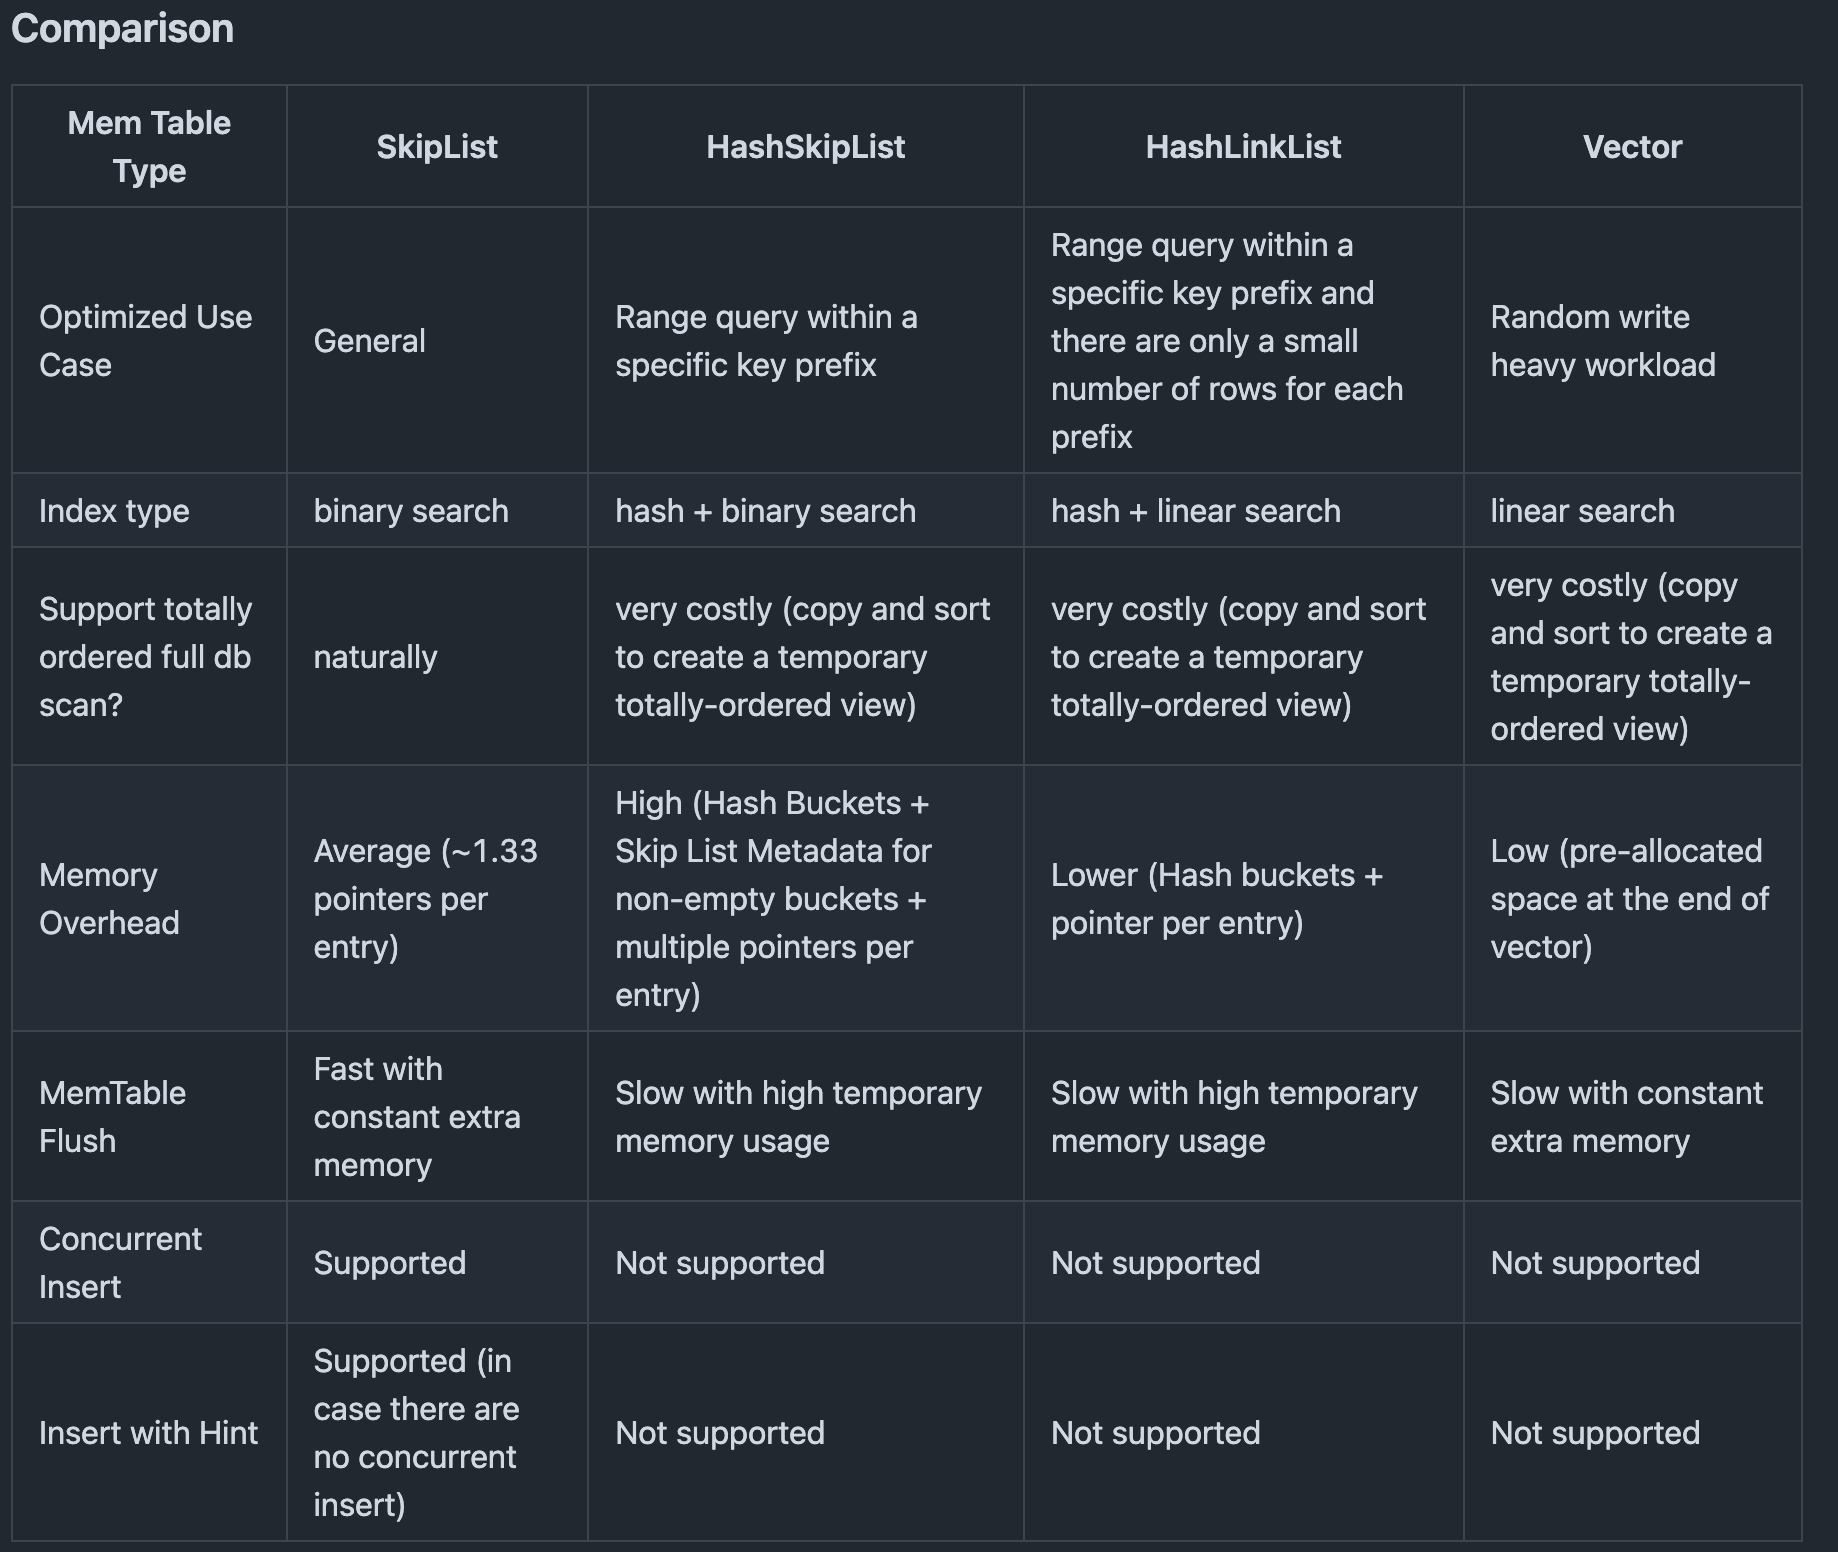 Comparison
Mem Table
Type
SkipList
HashSkipList
HashLinkList
Vector
Optimized Use
Case
General
Range query within a
specific key prefix
Range query within a
specific key prefix and
there are only a small
number of rows for each
prefix
Random write
heavy workload
Index type
binary search
hash + binary search
hash + linear search
linear search
Support totally
ordered full db
scan?
naturally
very costly (copy and sort
to create a temporary
totally-ordered view)
very costly (copy and sort
to create a temporary
totally-ordered view)
very costly (copy
and sort to create a
temporary totally-
ordered view)
Memory
Overhead
Average (~1.33
pointers per
entry)
High (Hash Buckets +
Skip List Metadata for
non-empty buckets +
multiple pointers per
entry)
Lower (Hash buckets +
pointer per entry)
Low (pre-allocated
space at the end of
vector)
MemTable
Flush
Fast with
constant extra
memory
Slow with high temporary
memory usage
Slow with high temporary
memory usage
Slow with constant
extra memory
Concurrent
Insert
Supported
Not supported
Not supported
Not supported
Insert with Hint
Supported (in
case there are
no concurrent
insert)
Not supported
Not supported
Not supported